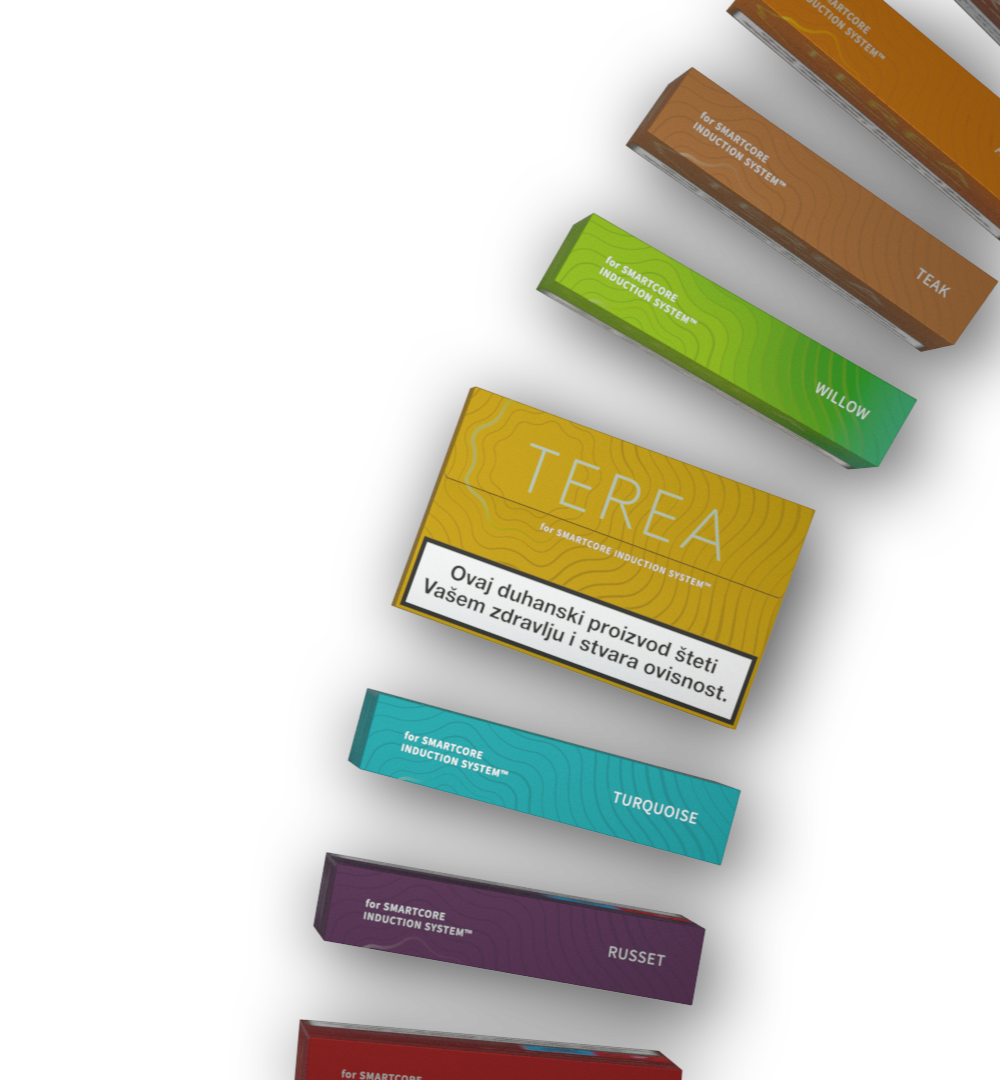 SMARTCORE
INDUCTION SYSTEM™
for SMARTCORE
INDUCTION SYSTEM™
TEAK
for SMARTCORE
INDUCTION SYSTEM™
WILLOW
TEREA
for SMARTCORE INDUCTION SYSTEM™
Ovaj duhanski proizvod šteti
Vašem zdravlju i stvara ovisnost.
for SMARTCORE
INDUCTION SYSTEM™
TURQUOISE
for SMARTCORE
INDUCTION SYSTEM™
RUSSET
for SMARTCORE